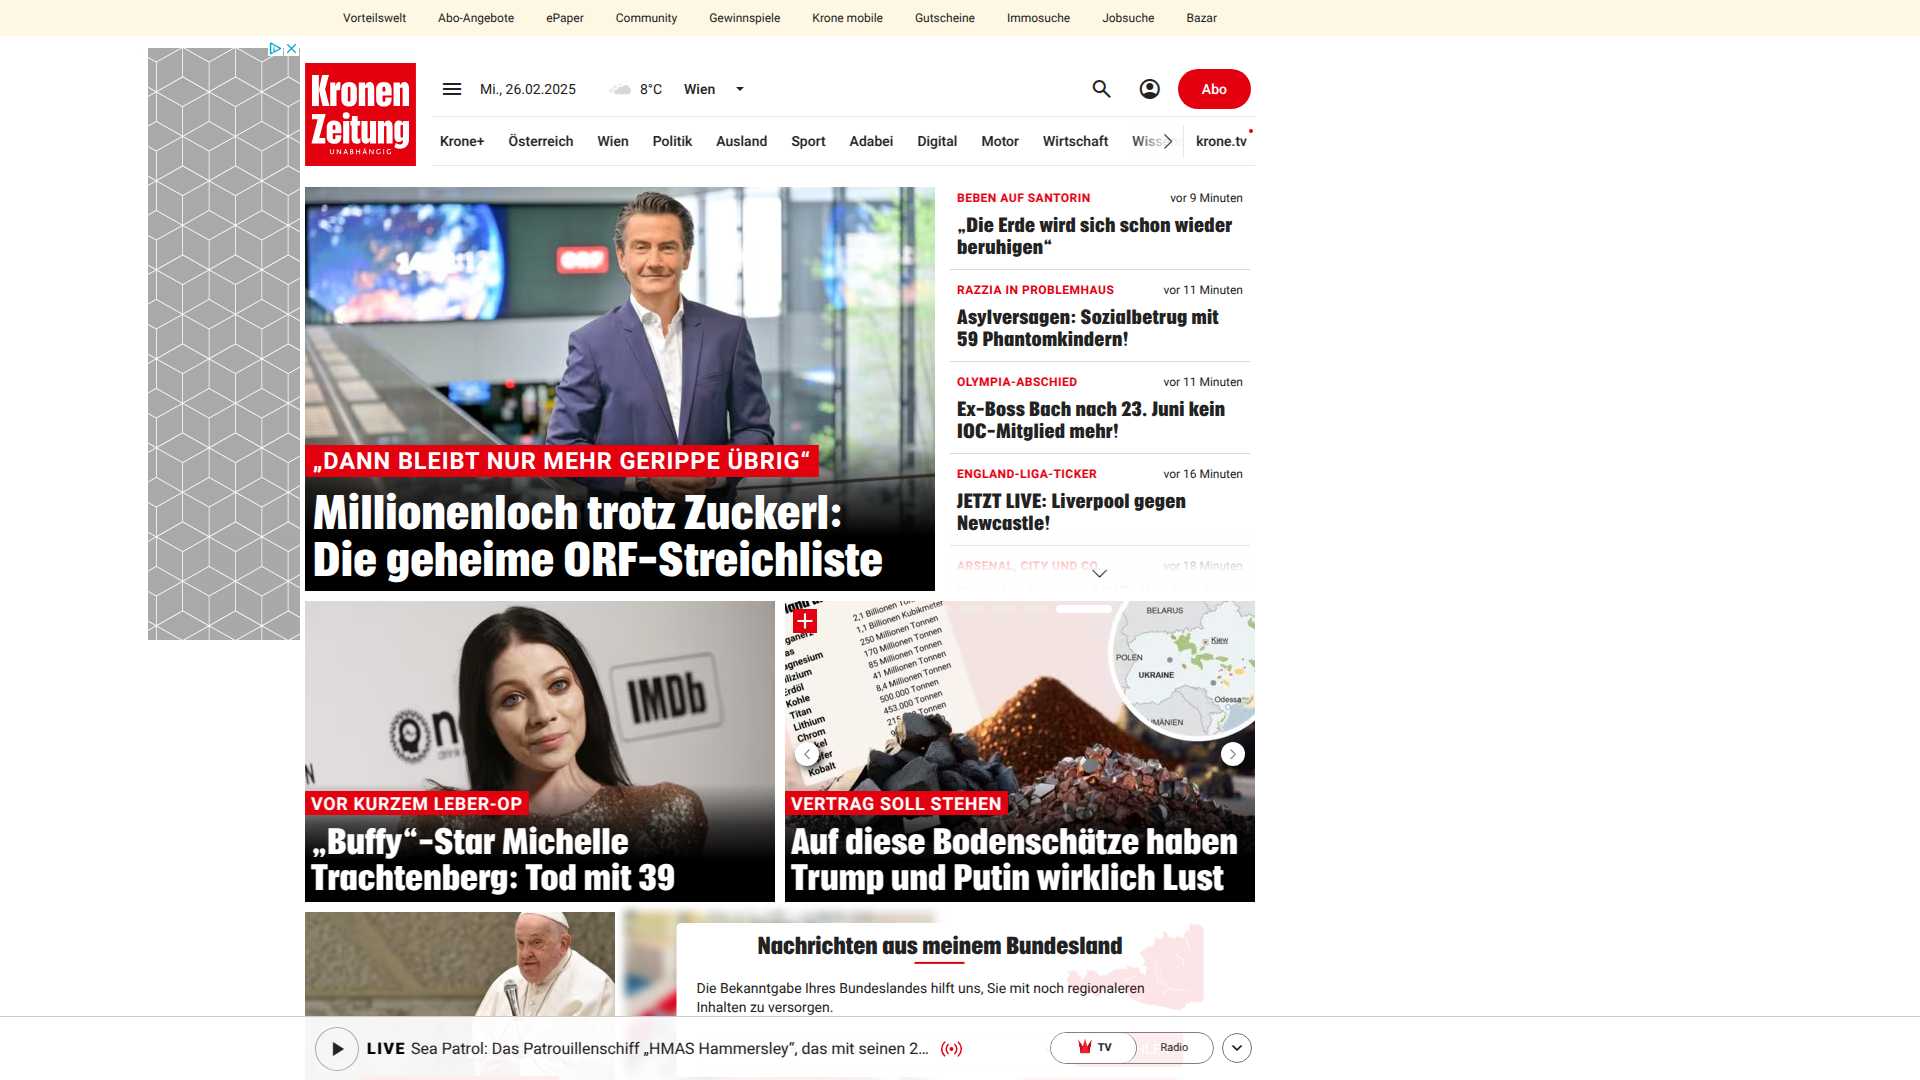 Vorteilswelt Abo-Angebote ePaper Community Gewinnspiele Krone mobile Gutscheine Immosuche Jobsuche Bazar
Kronen
Zeitung
UNABHÄNGIG
Mi., 26.02.2025 8°C Wien
Abo
Krone+ Österreich Wien Politik Ausland Sport Adabei Digital Motor Wirtschaft krone.tv
ORF
„DANN BLEIBT NUR MEHR GERIPPE ÜBRIG“
Millionenloch trotz Zuckerl:
Die geheime ORF-Streichliste
BEBEN AUF SANTORIN vor 9 Minuten
„Die Erde wird sich schon wieder
beruhigen“
RAZZIA IN PROBLEMHAUS vor 11 Minuten
Asylversagen: Sozialbetrug mit
59 Phantomkindern!
OLYMPIA-ABSCHIED vor 11 Minuten
Ex-Boss Bach nach 23. Juni kein
IOC-Mitglied mehr!
ENGLAND-LIGA-TICKER vor 16 Minuten
JETZT LIVE: Liverpool gegen
Newcastle!
ARSENAL, CITY UND CO. vor 18 Minuten
IMDb
VOR KURZEM LEBER-OP
„Buffy“-Star Michelle
Trachtenberg: Tod mit 39
1,1 Billionen Kubikmeter
250 Millionen Tonnen
170 Millionen Tonnen
85 Millionen Tonnen
41 Millionen Tonnen
8,4 Millionen Tonnen
500.000 Tonnen
453.000 Tonnen
Erdöl
Kohle
Titan
Lithium
Chrom
Kobalt
BELARUS
Kiew
POLEN
UKRAINE
Odessa
VERTRAG SOLL STEHEN
Auf diese Bodenschätze haben
Trump und Putin wirklich Lust
Nachrichten aus meinem Bundesland
Die Bekanntgabe Ihres Bundeslandes hilft uns, Sie mit noch regionaleren
Inhalten zu versorgen.
LIVE Sea Patrol: Das Patrouillenschiff „HMAS Hammersley“, das mit seinen 2...
TV Radio